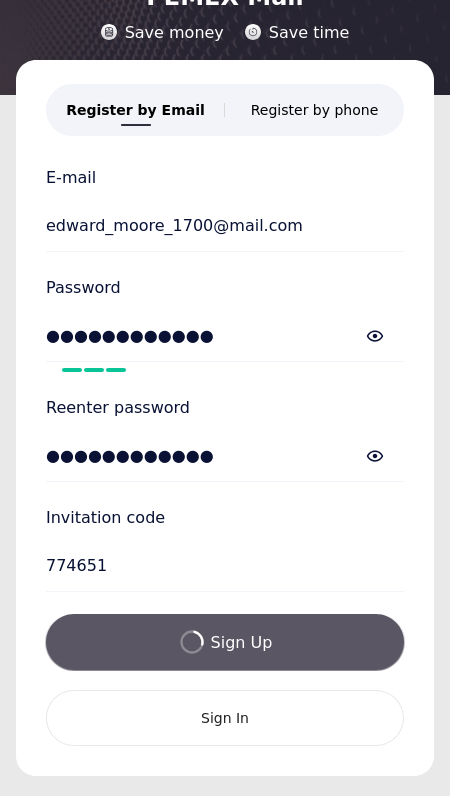 Save money Save time
Register by Email Register by phone
E-mail
edward_moore_1700@mail.com
Password
●●●●●●●●●●●●
Reenter password
●●●●●●●●●●●●
Invitation code
774651
Sign Up
Sign In